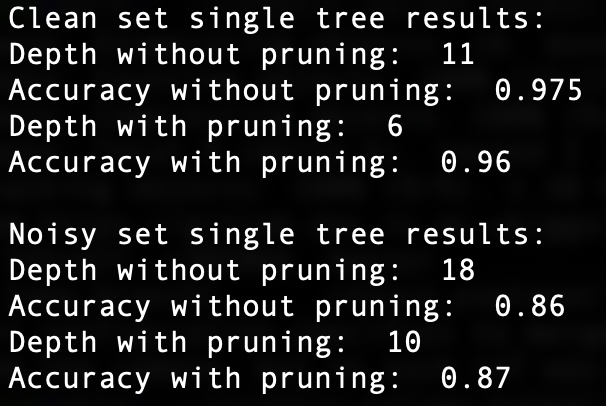 Clean set single tree results:
Depth without pruning:  11
Accuracy without pruning:  0.975
Depth with pruning:  6
Accuracy with pruning:  0.96

Noisy set single tree results:
Depth without pruning:  18
Accuracy without pruning:  0.86
Depth with pruning:  10
Accuracy with pruning:  0.87